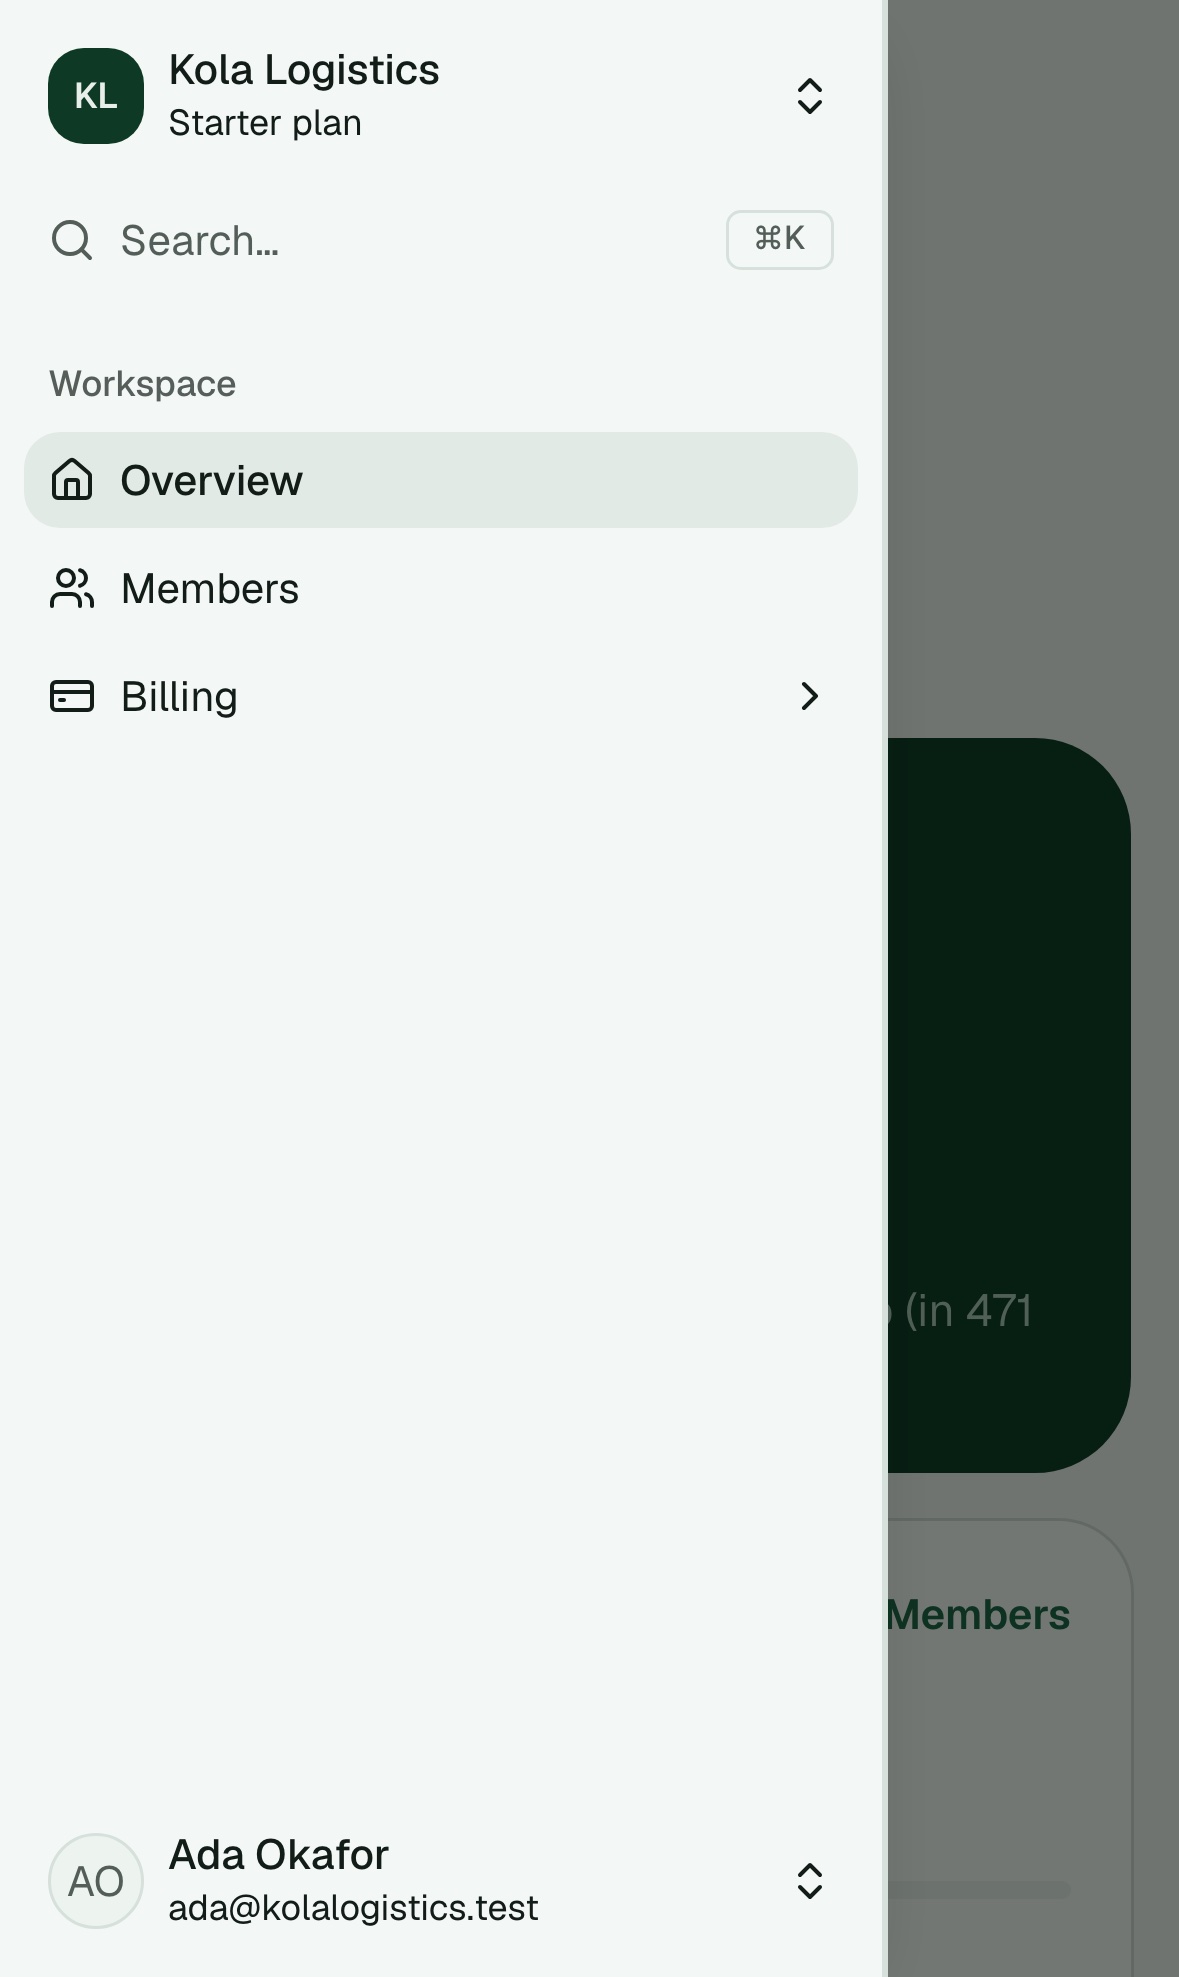 KL
Kola Logistics
Starter plan
Search...
⌘K
Workspace
Overview
Members
Billing
(in 471
Members
AO
Ada Okafor
ada@kolalogistics.test